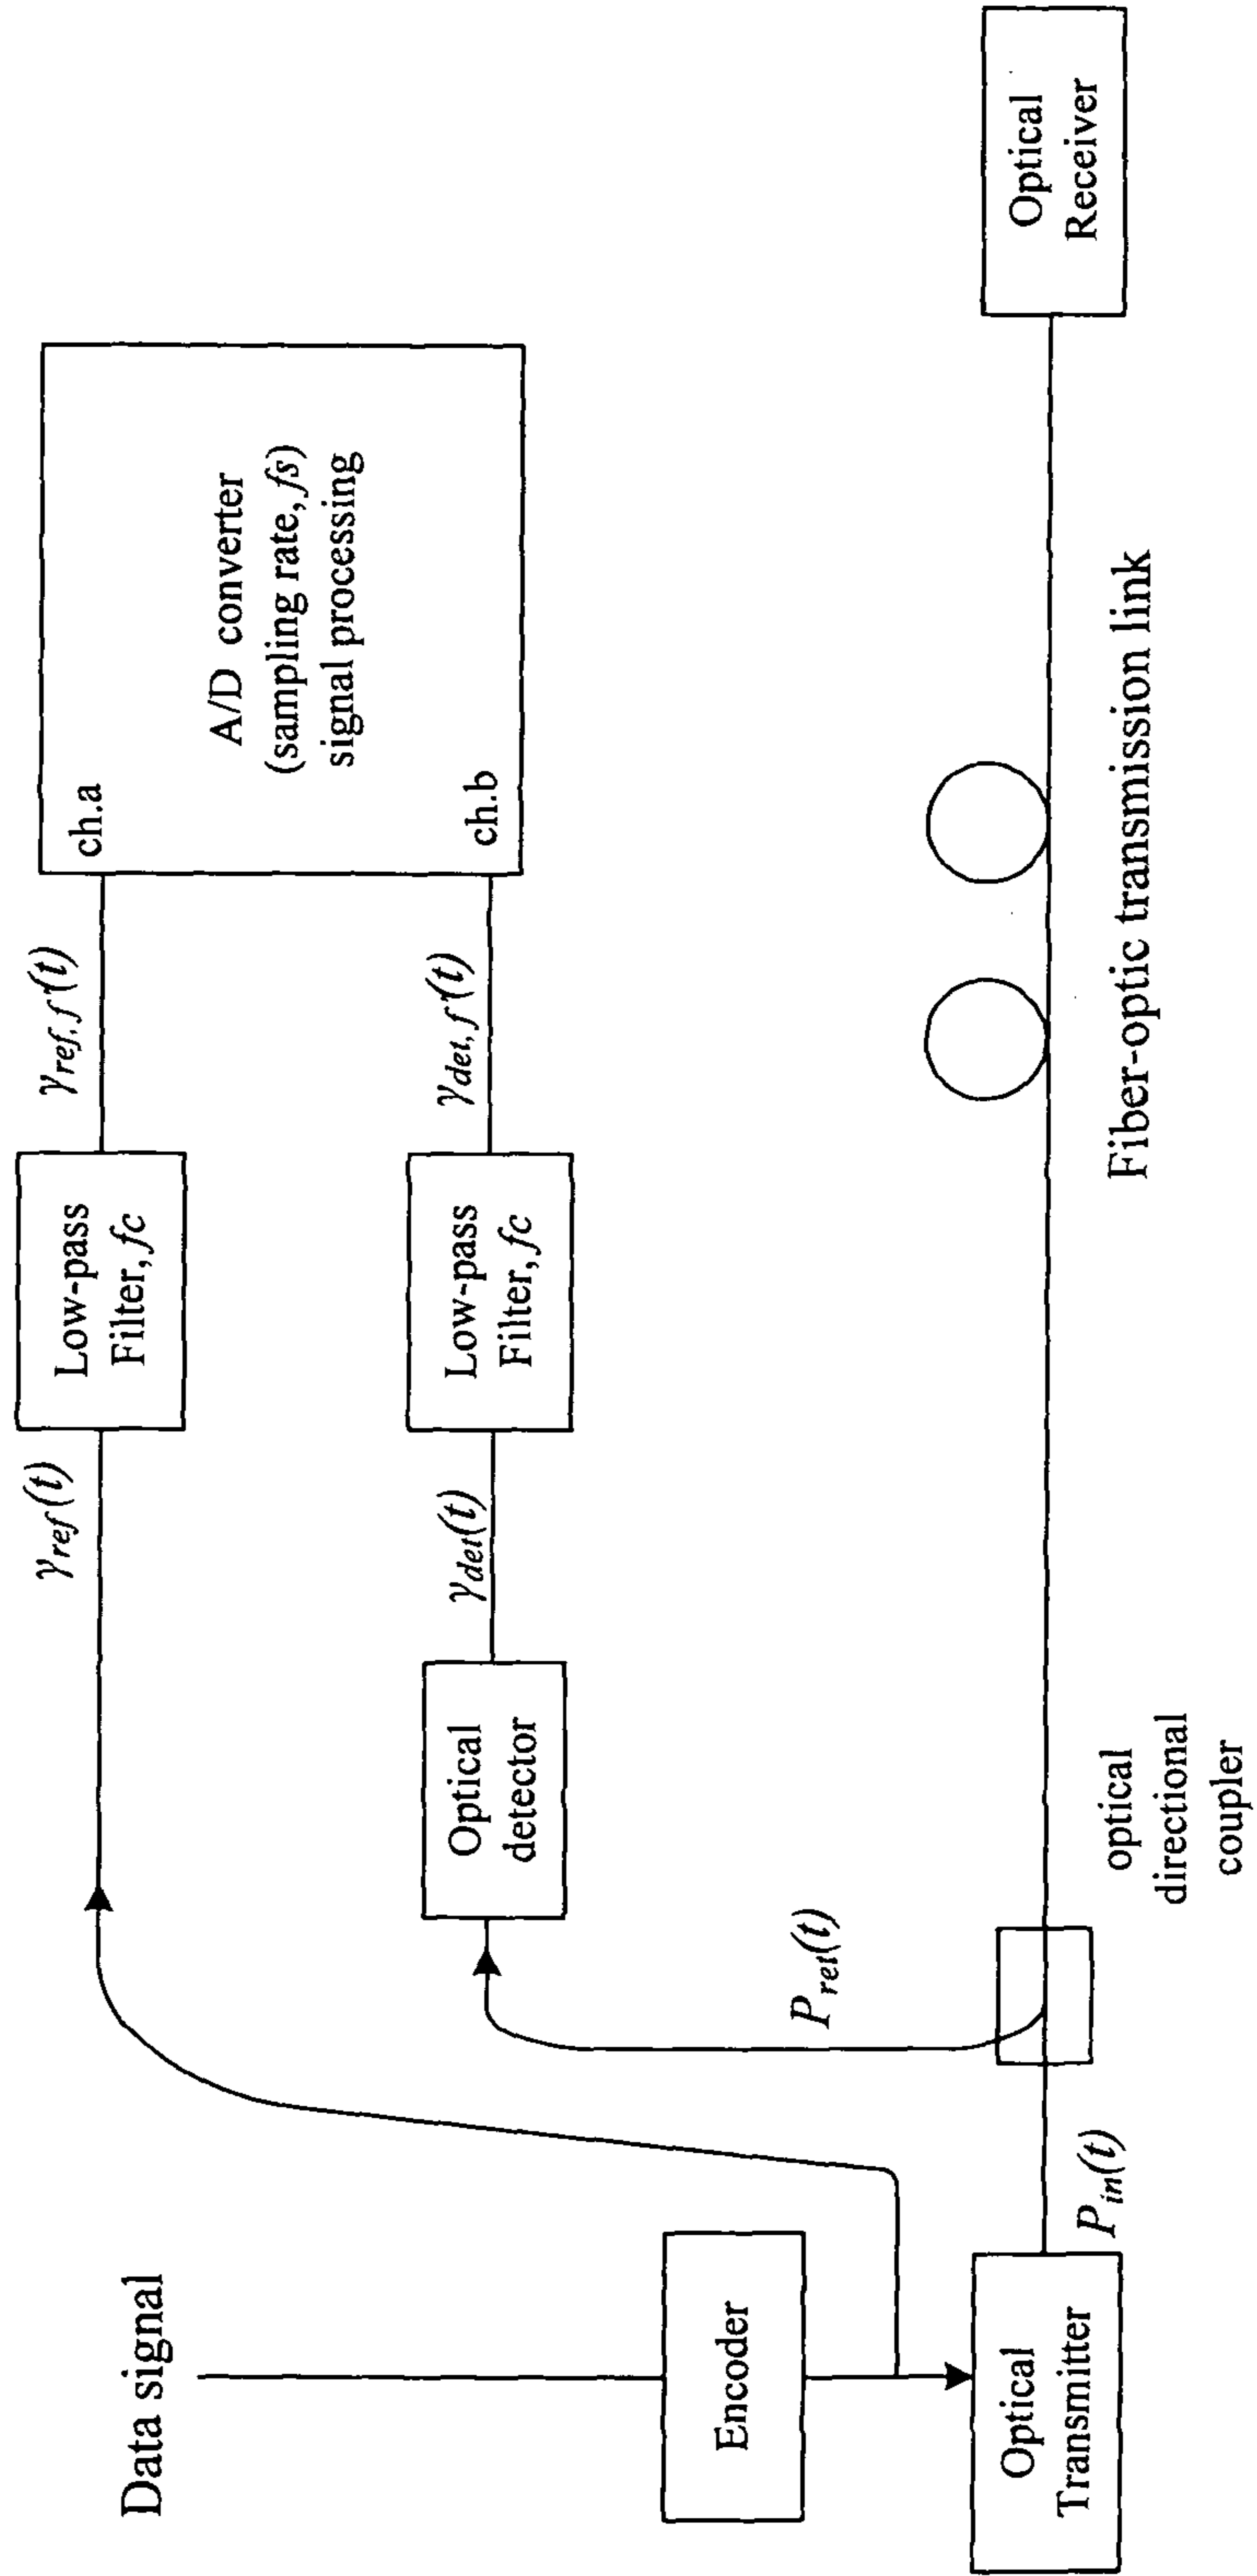 Data signal
Encoder
Optical
Transmitter
P_in(t)
optical
directional
coupler
P_ret(t)
Optical
detector
γ_det(t)
γ_ref(t)
Low-pass
Filter, fc
Low-pass
Filter, fc
γ_ref, f(t)
γ_det, f(t)
ch.a
ch.b
A/D converter
(sampling rate, fs)
signal processing
Fiber-optic transmission link
Optical
Receiver